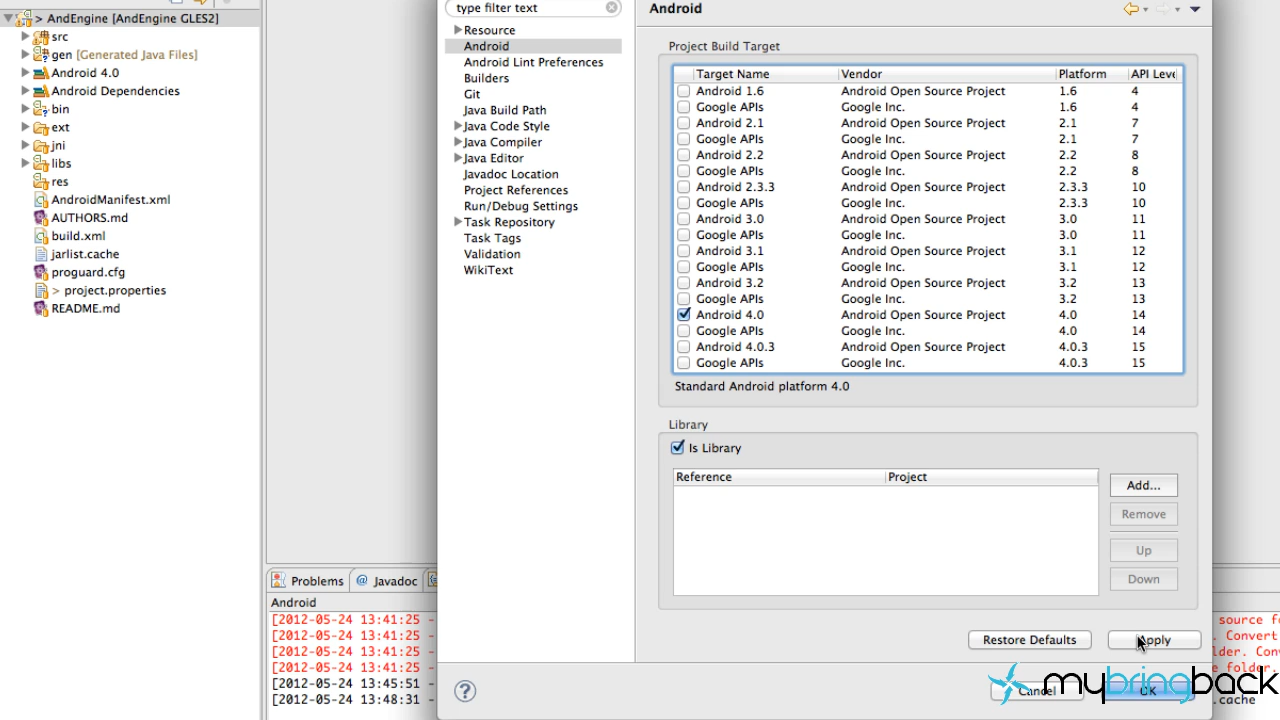 > AndEngine [AndEngine GLES2]
src
gen [Generated Java Files]
Android 4.0
Android Dependencies
bin
ext
jni
libs
res
AndroidManifest.xml
AUTHORS.md
build.xml
jarlist.cache
proguard.cfg
> project.properties
README.md
type filter text
Resource
Android
Android Lint Preferences
Builders
Git
Java Build Path
Java Code Style
Java Compiler
Java Editor
Javadoc Location
Project References
Run/Debug Settings
Task Repository
Task Tags
Validation
WikiText
Android
Project Build Target
Target Name Vendor Platform API Leve
Android 1.6 Android Open Source Project 1.6 4
Google APIs Google Inc. 1.6 4
Android 2.1 Android Open Source Project 2.1 7
Google APIs Google Inc. 2.1 7
Android 2.2 Android Open Source Project 2.2 8
Google APIs Google Inc. 2.2 8
Android 2.3.3 Android Open Source Project 2.3.3 10
Google APIs Google Inc. 2.3.3 10
Android 3.0 Android Open Source Project 3.0 11
Google APIs Google Inc. 3.0 11
Android 3.1 Android Open Source Project 3.1 12
Google APIs Google Inc. 3.1 12
Android 3.2 Android Open Source Project 3.2 13
Google APIs Google Inc. 3.2 13
Android 4.0 Android Open Source Project 4.0 14
Google APIs Google Inc. 4.0 14
Android 4.0.3 Android Open Source Project 4.0.3 15
Google APIs Google Inc. 4.0.3 15
Standard Android platform 4.0
Library
Is Library
Reference Project
Add...
Remove
Up
Down
Restore Defaults Apply
Cancel OK
mybringback
Problems @ Javadoc
Android
[2012-05-24 13:41:25 - source fo
[2012-05-24 13:41:25 - . Convert
[2012-05-24 13:41:25 - lder. Conv
[2012-05-24 13:41:25 - e folder.
[2012-05-24 13:45:51 -
[2012-05-24 13:48:31 - .cache